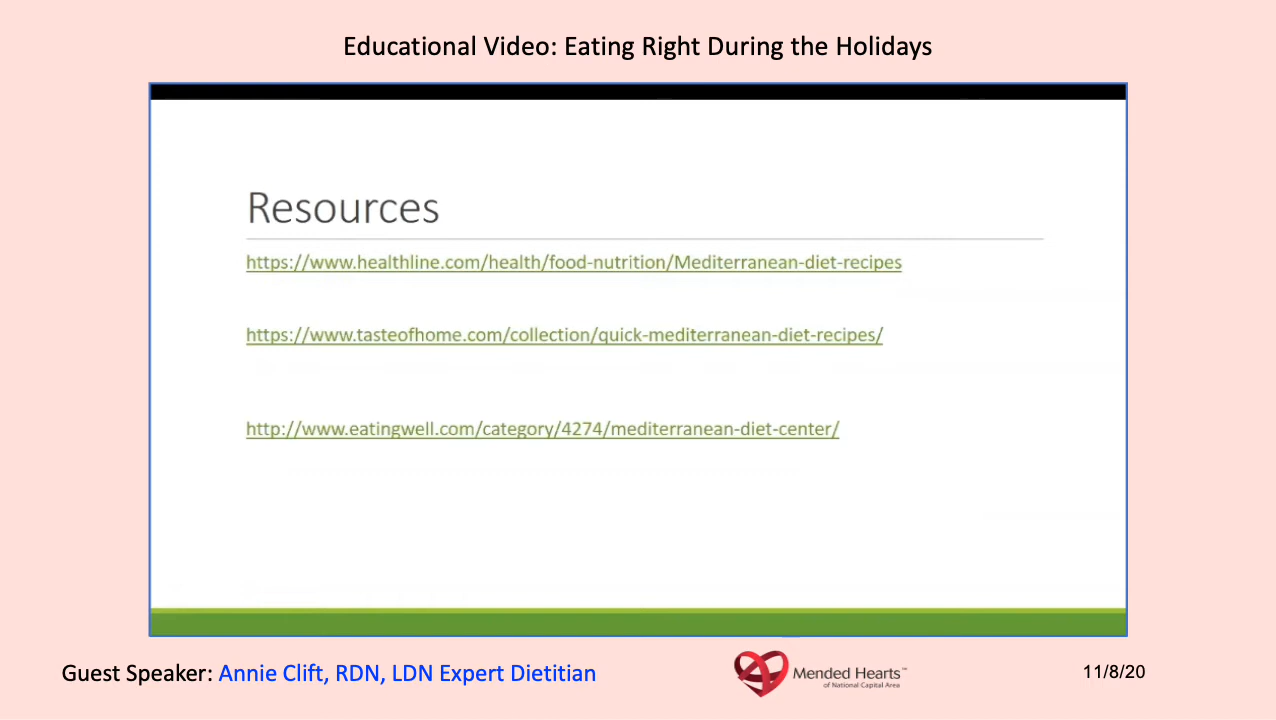 Educational Video: Eating Right During the Holidays
Resources
https://www.healthline.com/health/food-nutrition/Mediterranean-diet-recipes
https://www.tasteofhome.com/collection/quick-mediterranean-diet-recipes/
http://www.eatingwell.com/category/4274/mediterranean-diet-center/
Guest Speaker: Annie Clift, RDN, LDN Expert Dietitian
Mended Hearts™
of National Capital Area
11/8/20